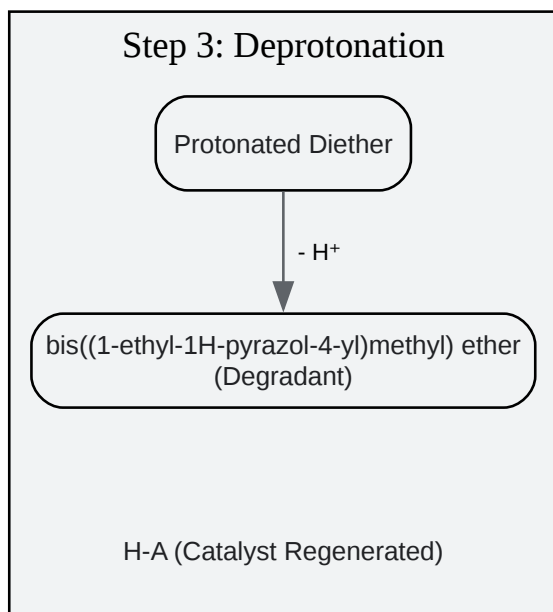 Step 3: Deprotonation
Protonated Diether
- H⁺
bis((1-ethyl-1H-pyrazol-4-yl)methyl) ether
(Degradant)
H-A (Catalyst Regenerated)